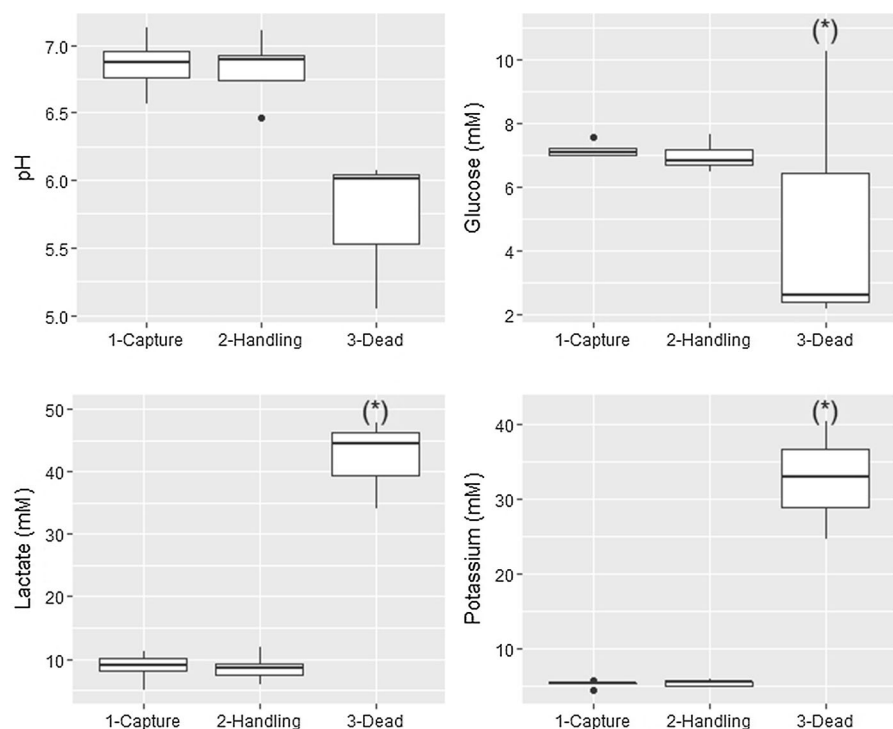 pH
7.0
6.5
6.0
5.5
5.0
1-Capture 2-Handling 3-Dead
Glucose (mM)
(*)
10
8
6
4
2
1-Capture 2-Handling 3-Dead
Lactate (mM)
(*)
50
40
30
20
10
1-Capture 2-Handling 3-Dead
Potassium (mM)
(*)
40
30
20
10
1-Capture 2-Handling 3-Dead